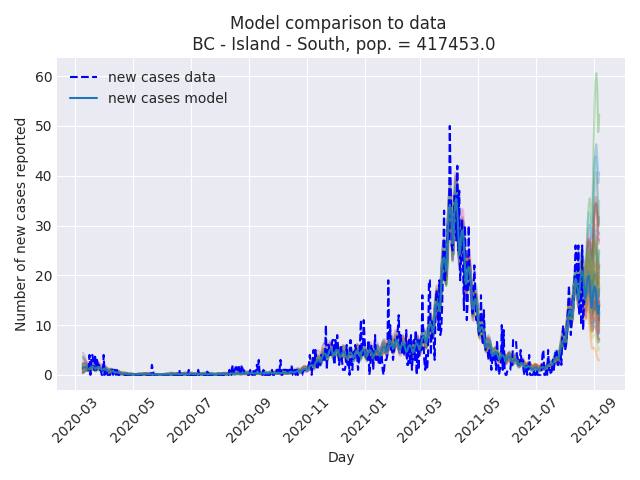 Model comparison to data
BC - Island - South, pop. = 417453.0
new cases data
new cases model
Number of new cases reported
60
50
40
30
20
10
0
2020-03
2020-05
2020-07
2020-09
2020-11
2021-01
2021-03
2021-05
2021-07
2021-09
Day